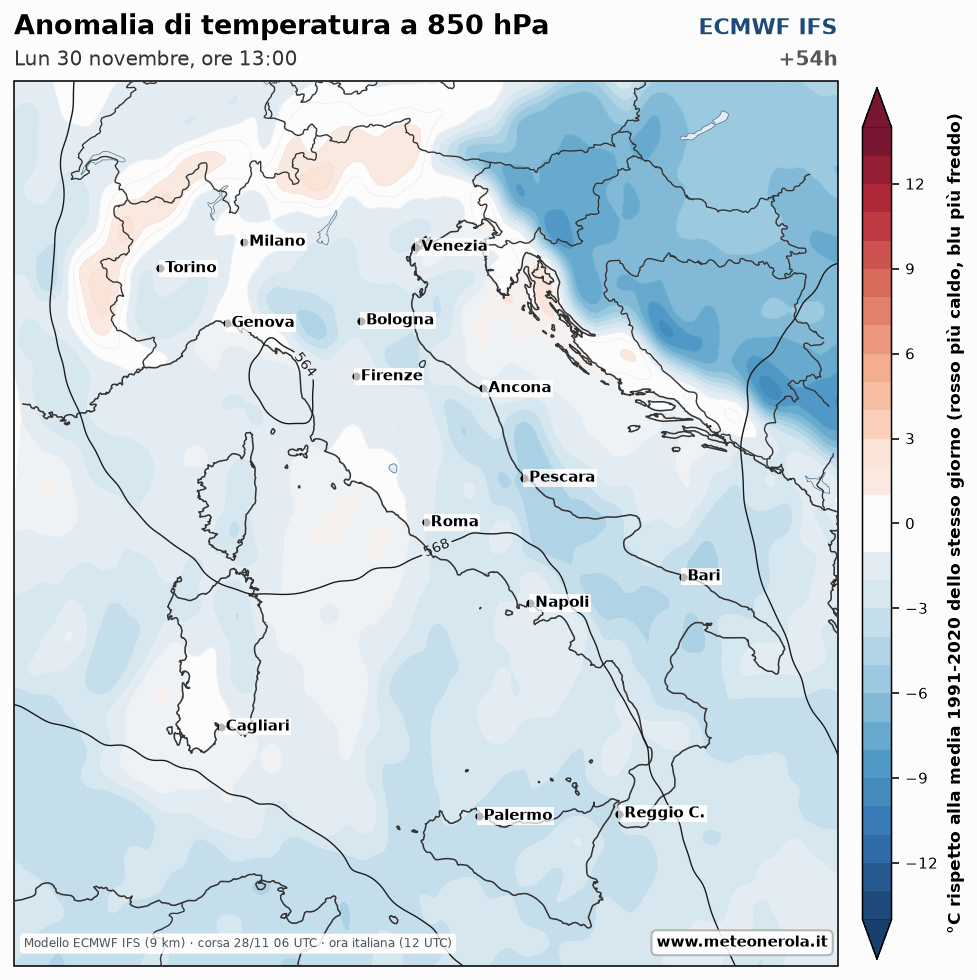 Anomalia di temperatura a 850 hPa
ECMWF IFS
Lun 30 novembre, ore 13:00
+54h
Milano
Venezia
Torino
Genova
Bologna
564
Firenze
Ancona
Pescara
Roma
568
Bari
Napoli
Cagliari
Palermo
Reggio C.
12
9
6
3
0
−3
−6
−9
−12
°C rispetto alla media 1991-2020 dello stesso giorno (rosso più caldo, blu più freddo)
Modello ECMWF IFS (9 km) · corsa 28/11 06 UTC · ora italiana (12 UTC)
www.meteonerola.it